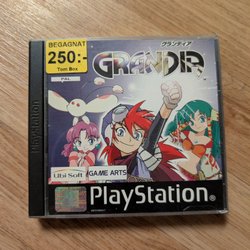 BEGAGNAT
250:-
Tom Box
PAL
グランディア
GRANDIA
Ubi Soft
GAME ARTS
PlayStation®
PlayStation